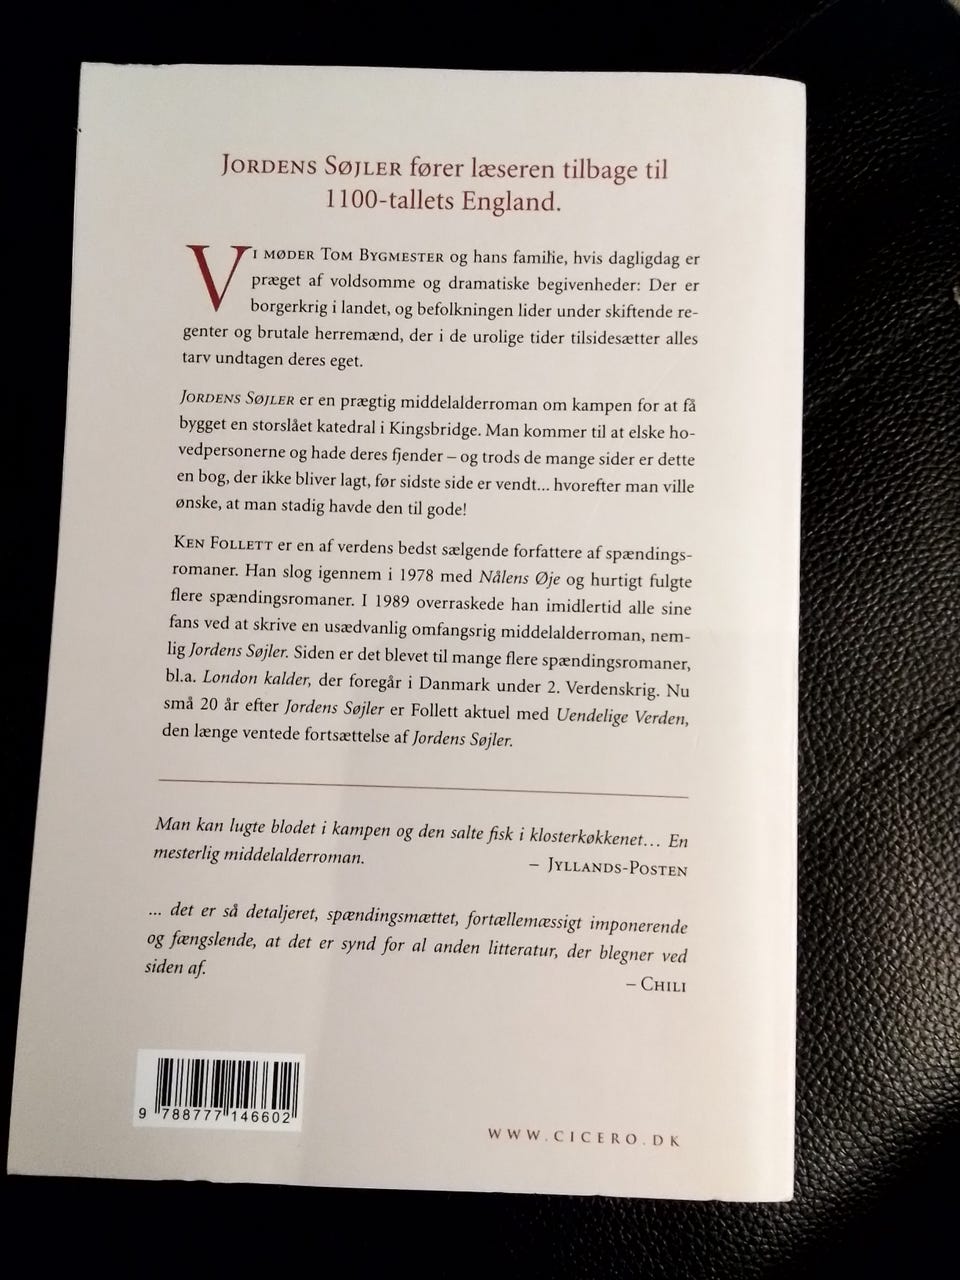 JORDENS SØJLER fører læseren tilbage til
1100-tallets England.
VI MØDER TOM BYGMESTER og hans familie, hvis dagligdag er
præget af voldsomme og dramatiske begivenheder: Der er
borgerkrig i landet, og befolkningen lider under skiftende re-
genter og brutale herremænd, der i de urolige tider tilsidesætter alles
tarv undtagen deres eget.
JORDENS SØJLER er en prægtig middelalderroman om kampen for at få
bygget en storslået katedral i Kingsbridge. Man kommer til at elske ho-
vedpersonerne og hade deres fjender – og trods de mange sider er dette
en bog, der ikke bliver lagt, før sidste side er vendt... hvorefter man ville
ønske, at man stadig havde den til gode!
KEN FOLLETT er en af verdens bedst sælgende forfattere af spændings-
romaner. Han slog igennem i 1978 med Nålens Øje og hurtigt fulgte
flere spændingsromaner. I 1989 overraskede han imidlertid alle sine
fans ved at skrive en usædvanlig omfangsrig middelalderroman, nem-
lig Jordens Søjler. Siden er det blevet til mange flere spændingsromaner,
bl.a. London kalder, der foregår i Danmark under 2. Verdenskrig. Nu
små 20 år efter Jordens Søjler er Follett aktuel med Uendelige Verden,
den længe ventede fortsættelse af Jordens Søjler.
Man kan lugte blodet i kampen og den salte fisk i klosterkøkkenet... En
mesterlig middelalderroman. – JYLLANDS-POSTEN
... det er så detaljeret, spændingsmættet, fortællemæssigt imponerende
og fængslende, at det er synd for al anden litteratur, der blegner ved
siden af. – CHILI
9 788777 146602
WWW.CICERO.DK